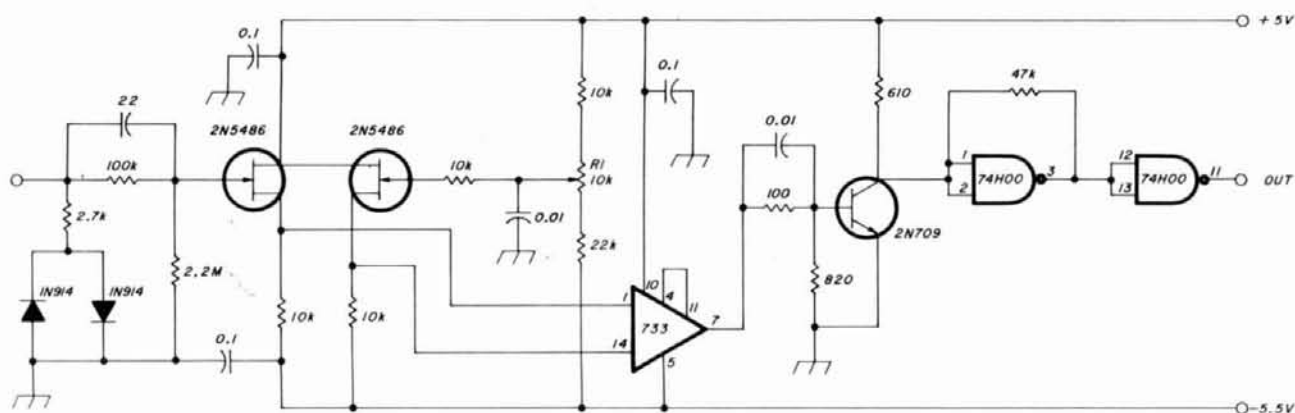 + 5V
0.1
0.1
10k
610
47k
22
2N5486
2N5486
0.01
100k
10k
R1
10k
1
2
74H00
3
12
13
74H00
11
OUT
100
2.7k
0.01
2N709
22k
2.2M
820
1N914
1N914
10
4
11
1
733
7
10k
10k
14
5
0.1
-5.5V